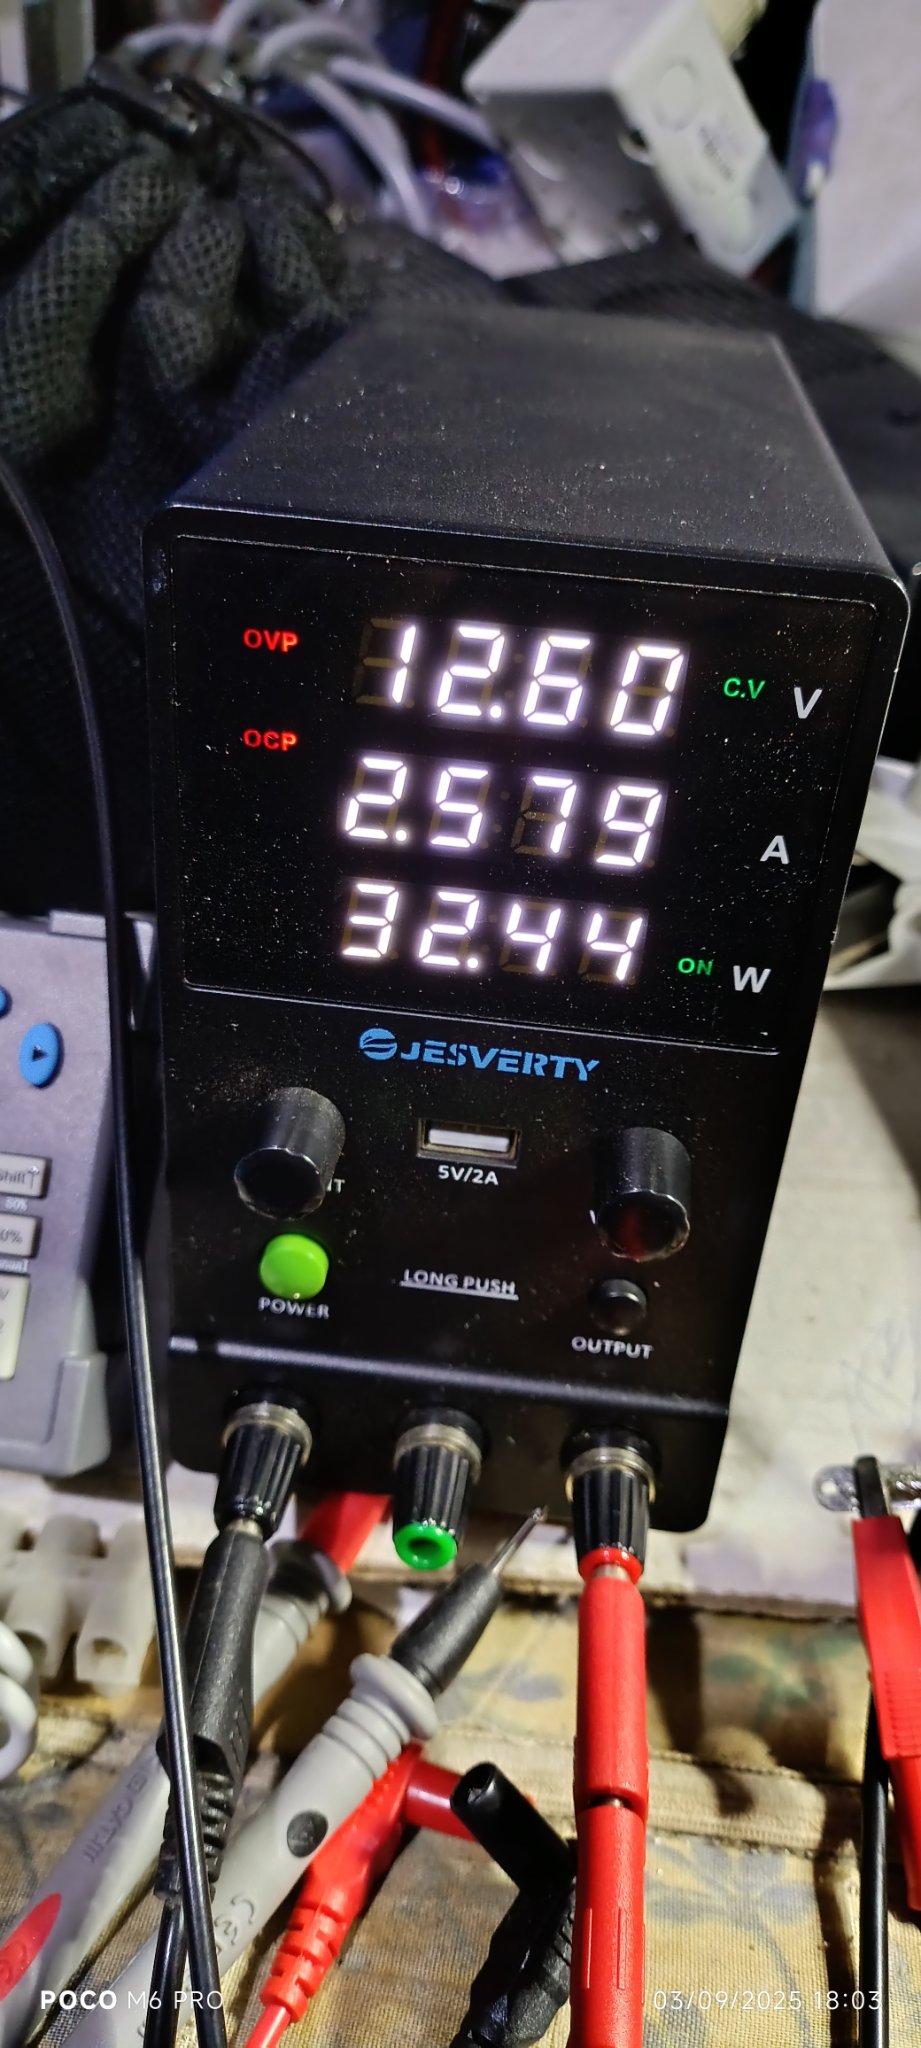 OVP
12.60 C.V V
OCP
2.579 A
32.44 ON W
JESVERTY
5V/2A
POWER
LONG PUSH
OUTPUT
POCO M6 PRO
03/09/2025 18:03